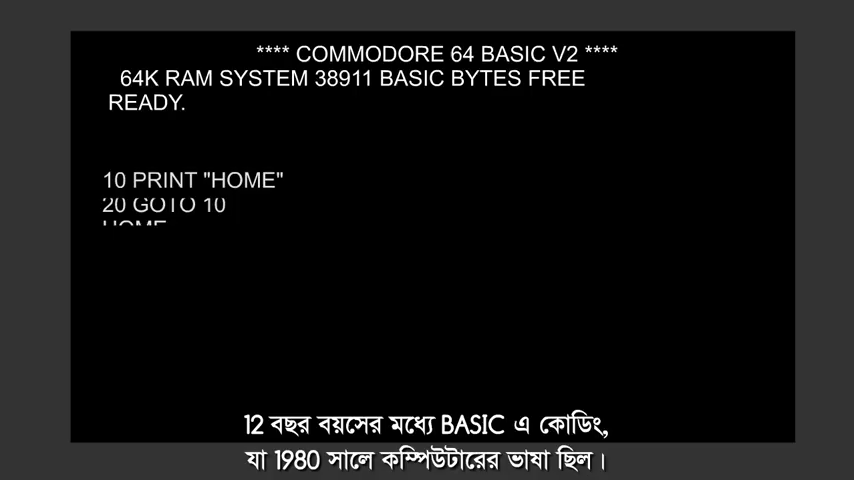 **** COMMODORE 64 BASIC V2 ****
64K RAM SYSTEM 38911 BASIC BYTES FREE
READY.
10 PRINT "HOME"
20 GOTO 10
HOME
12 বছর বয়সের মধ্যে BASIC এ কোডিং,
যা 1980 সালে কম্পিউটারের ভাষা ছিল।